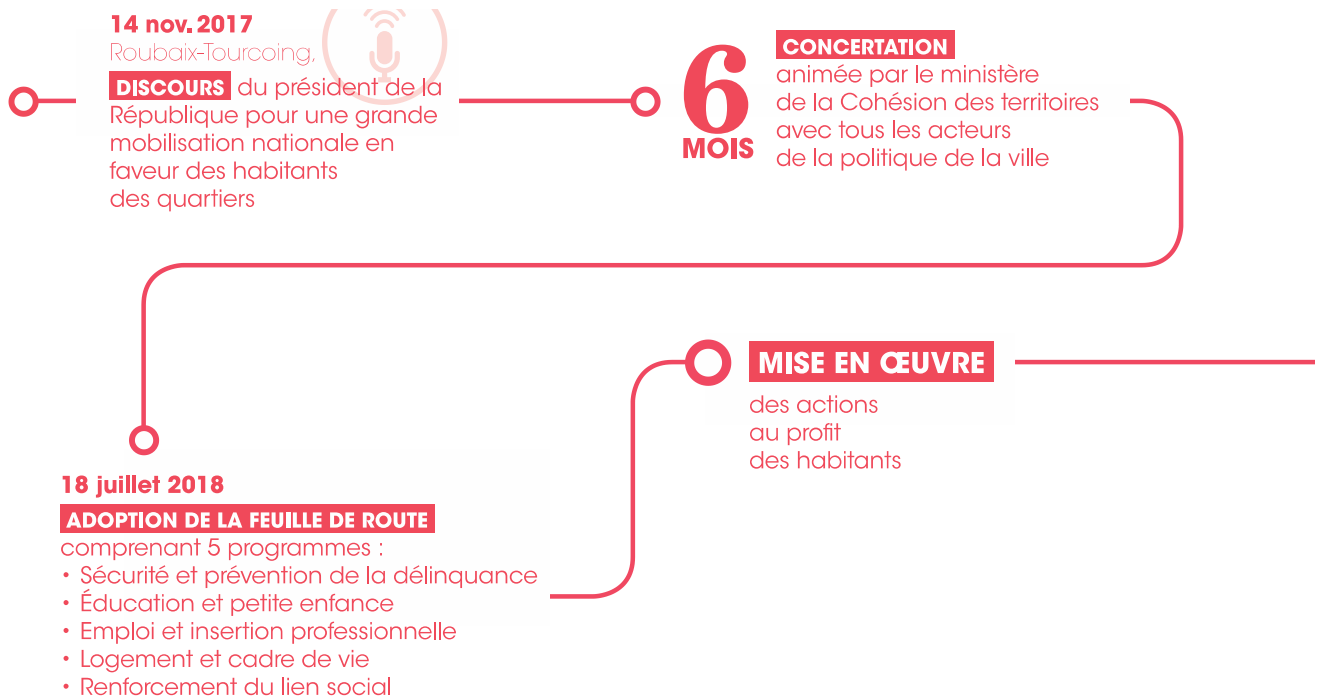 14 nov. 2017
Roubaix-Tourcoing,
DISCOURS du président de la
République pour une grande
mobilisation nationale en
faveur des habitants
des quartiers
6
MOIS
CONCERTATION
animée par le ministère
de la Cohésion des territoires
avec tous les acteurs
de la politique de la ville
18 juillet 2018
ADOPTION DE LA FEUILLE DE ROUTE
comprenant 5 programmes :
• Sécurité et prévention de la délinquance
• Éducation et petite enfance
• Emploi et insertion professionnelle
• Logement et cadre de vie
• Renforcement du lien social
MISE EN ŒUVRE
des actions
au profit
des habitants